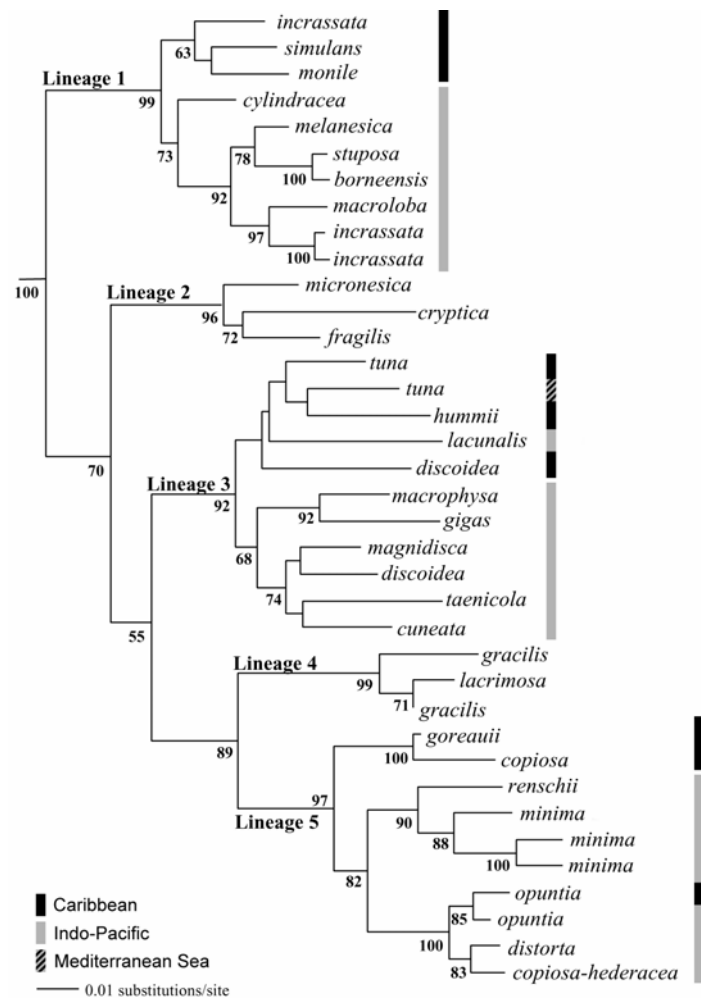 incrassata
63
simulans
Lineage 1
monile
99
cylindracea
melanesica
73
78
stuposa
100
borneensis
92
macroloba
97
incrassata
100
incrassata
100
Lineage 2
micronesica
96
cryptica
72
fragilis
tuna
tuna
hummii
lacunalis
70
discoidea
Lineage 3
92
macrophysa
92
gigas
68
magnidisca
discoidea
74
taenicola
cuneata
55
gracilis
Lineage 4
99
lacrimosa
71
gracilis
goreauii
89
100
copiosa
renschii
97
Lineage 5
90
minima
88
minima
100
minima
82
opuntia
85
opuntia
100
distorta
83
copiosa-hederacea
Caribbean
Indo-Pacific
Mediterranean Sea
0.01 substitutions/site